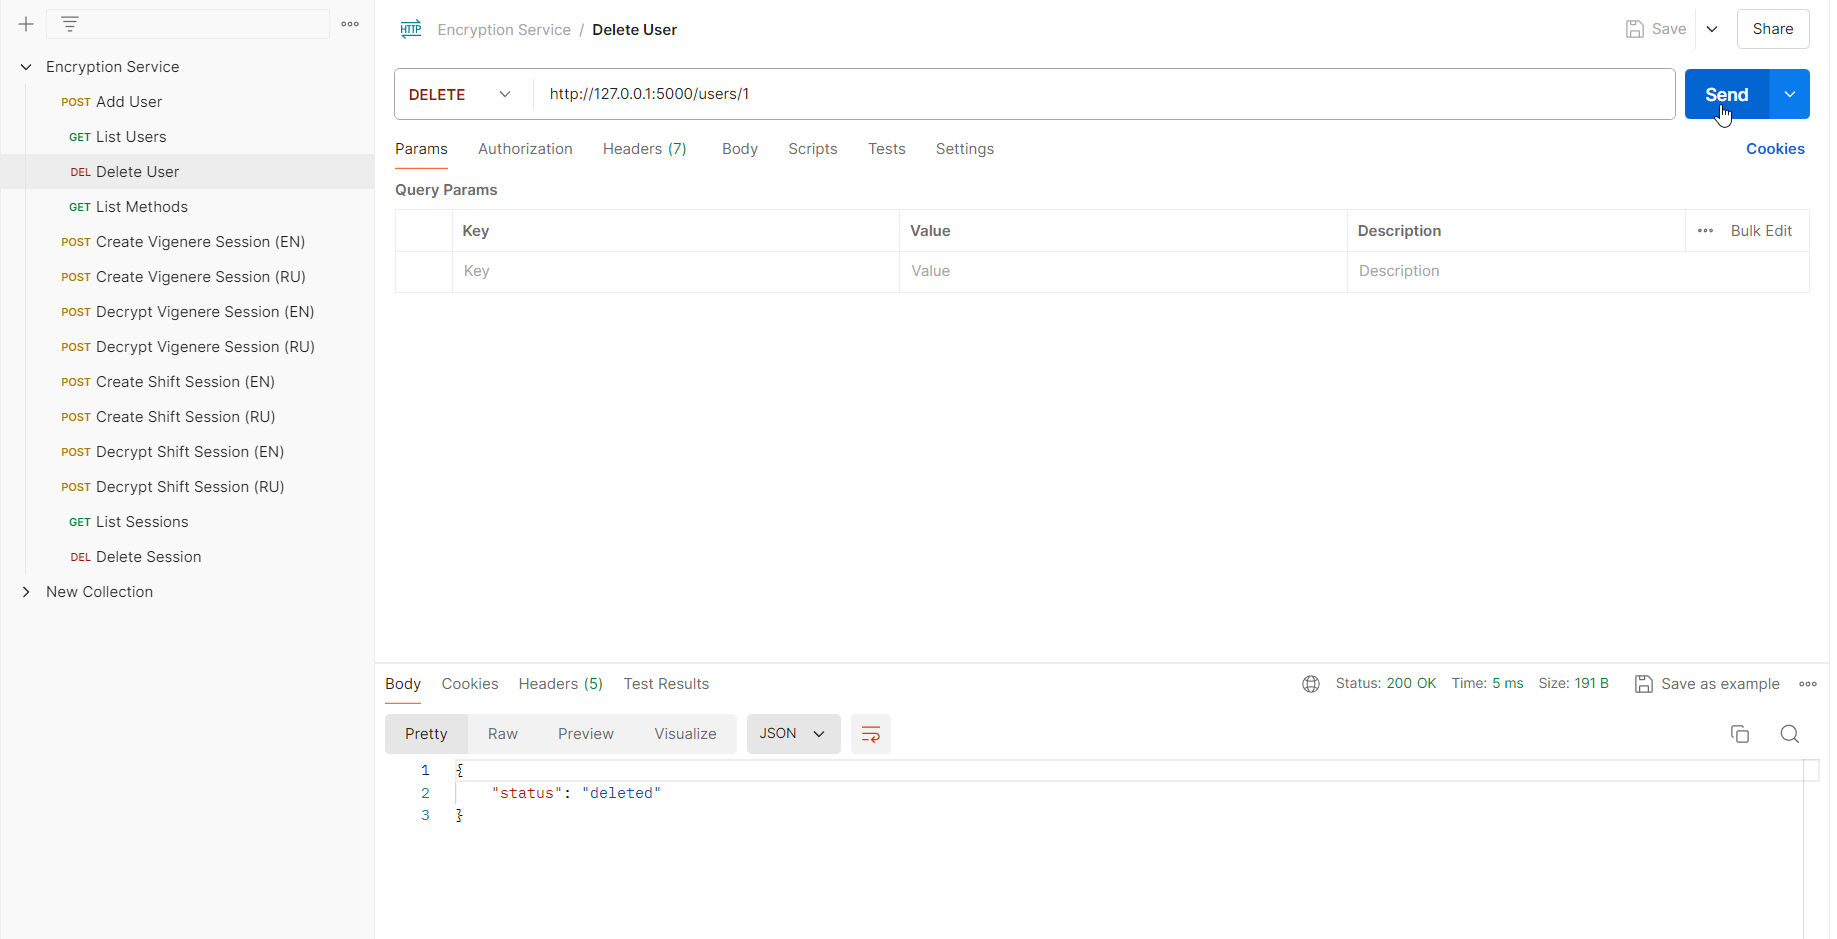 Encryption Service
POST Add User
GET List Users
DEL Delete User
GET List Methods
POST Create Vigenere Session (EN)
POST Create Vigenere Session (RU)
POST Decrypt Vigenere Session (EN)
POST Decrypt Vigenere Session (RU)
POST Create Shift Session (EN)
POST Create Shift Session (RU)
POST Decrypt Shift Session (EN)
POST Decrypt Shift Session (RU)
GET List Sessions
DEL Delete Session
New Collection
HTTP Encryption Service / Delete User
Save
Share
DELETE http://127.0.0.1:5000/users/1
Send
Params Authorization Headers (7) Body Scripts Tests Settings
Cookies
Query Params
Key Value Description Bulk Edit
Key Value Description
Body Cookies Headers (5) Test Results
Status: 200 OK Time: 5 ms Size: 191 B Save as example
Pretty Raw Preview Visualize JSON
1 {
2 "status": "deleted"
3 }